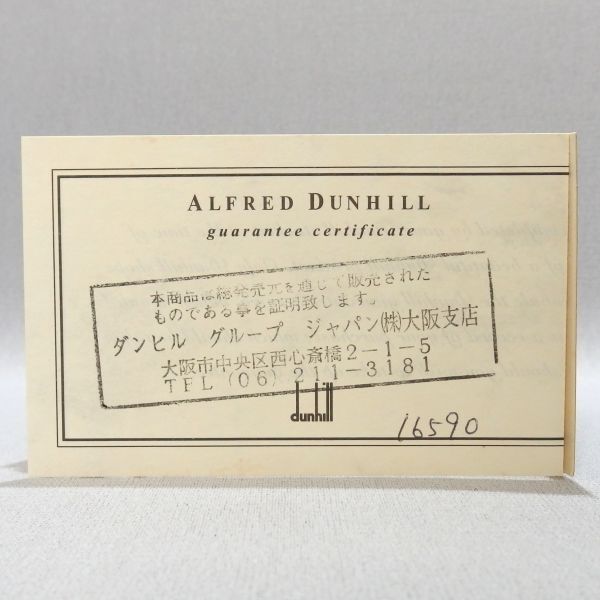 ALFRED DUNHILL
guarantee certificate
本商品は総発売元を通じて販売された
ものである事を証明致します。
ダンヒル グループ ジャパン(株)大阪支店
大阪市中央区西心斎橋2-1-5
TEL (06) 211-3181
dunhill
16590